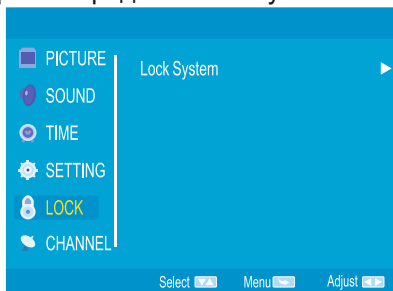 PICTURE
Lock System
SOUND
TIME
SETTING
LOCK
CHANNEL
Select Menu Adjust